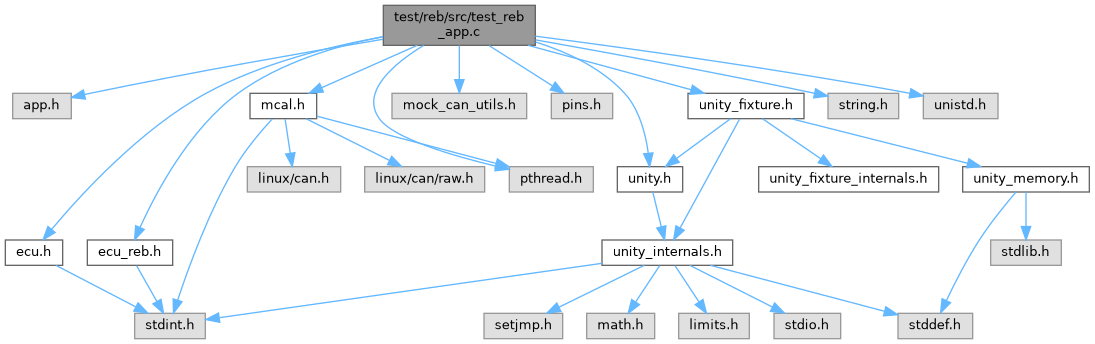 test/reb/src/test_reb
_app.c
app.h
mcal.h
mock_can_utils.h
pins.h
unity_fixture.h
string.h
unistd.h
linux/can.h
linux/can/raw.h
pthread.h
unity.h
unity_fixture_internals.h
unity_memory.h
ecu.h
ecu_reb.h
unity_internals.h
stdlib.h
stdint.h
setjmp.h
math.h
limits.h
stdio.h
stddef.h